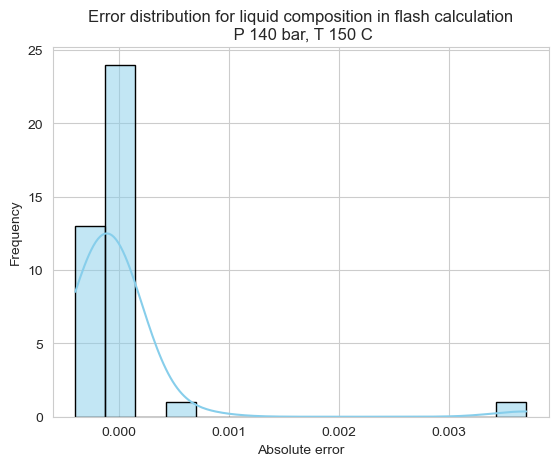 Error distribution for liquid composition in flash calculation
P 140 bar, T 150 C
25
20
15
10
5
0
Frequency
0.000
0.001
0.002
0.003
Absolute error